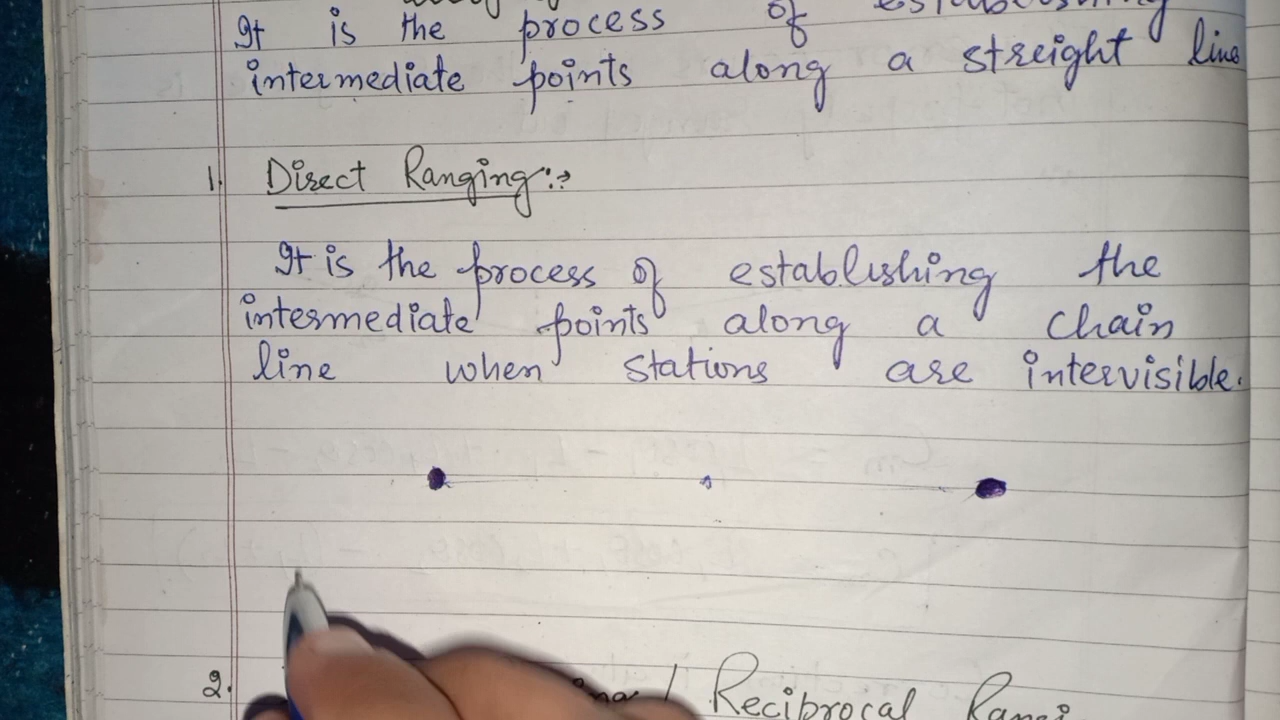 It is the process of establishing
intermediate points along a streight line
1. Direct Ranging:→
It is the process of establishing the
intermediate points along a chain
line when stations are intervisible.
2. / Reciprocal